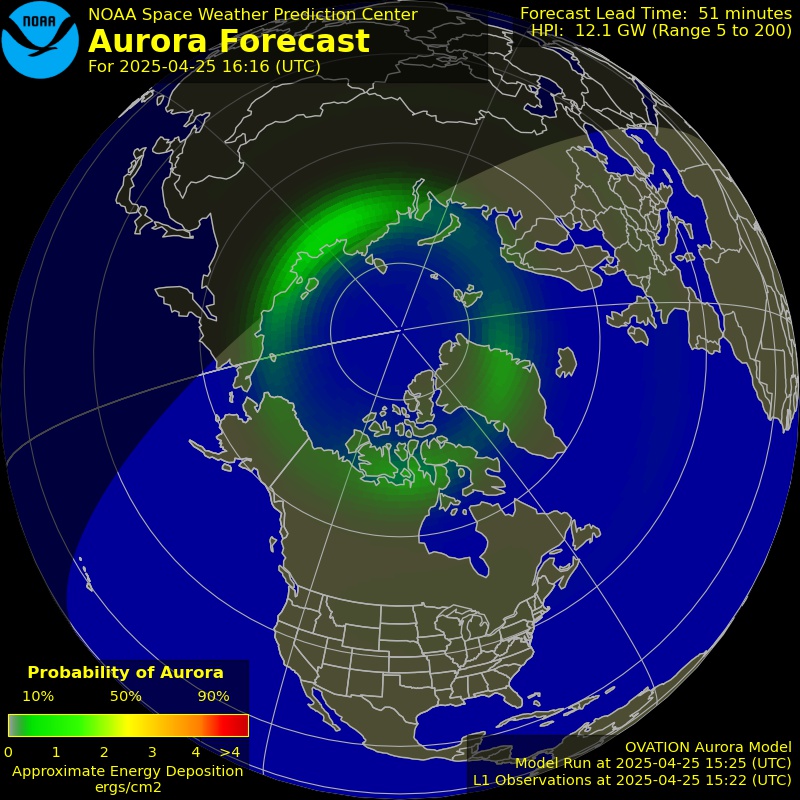 NOAA
NOAA Space Weather Prediction Center
Aurora Forecast
For 2025-04-25 16:16 (UTC)
Forecast Lead Time: 51 minutes
HPI: 12.1 GW (Range 5 to 200)
Probability of Aurora
10% 50% 90%
0 1 2 3 4 >4
Approximate Energy Deposition
ergs/cm2
OVATION Aurora Model
Model Run at 2025-04-25 15:25 (UTC)
L1 Observations at 2025-04-25 15:22 (UTC)